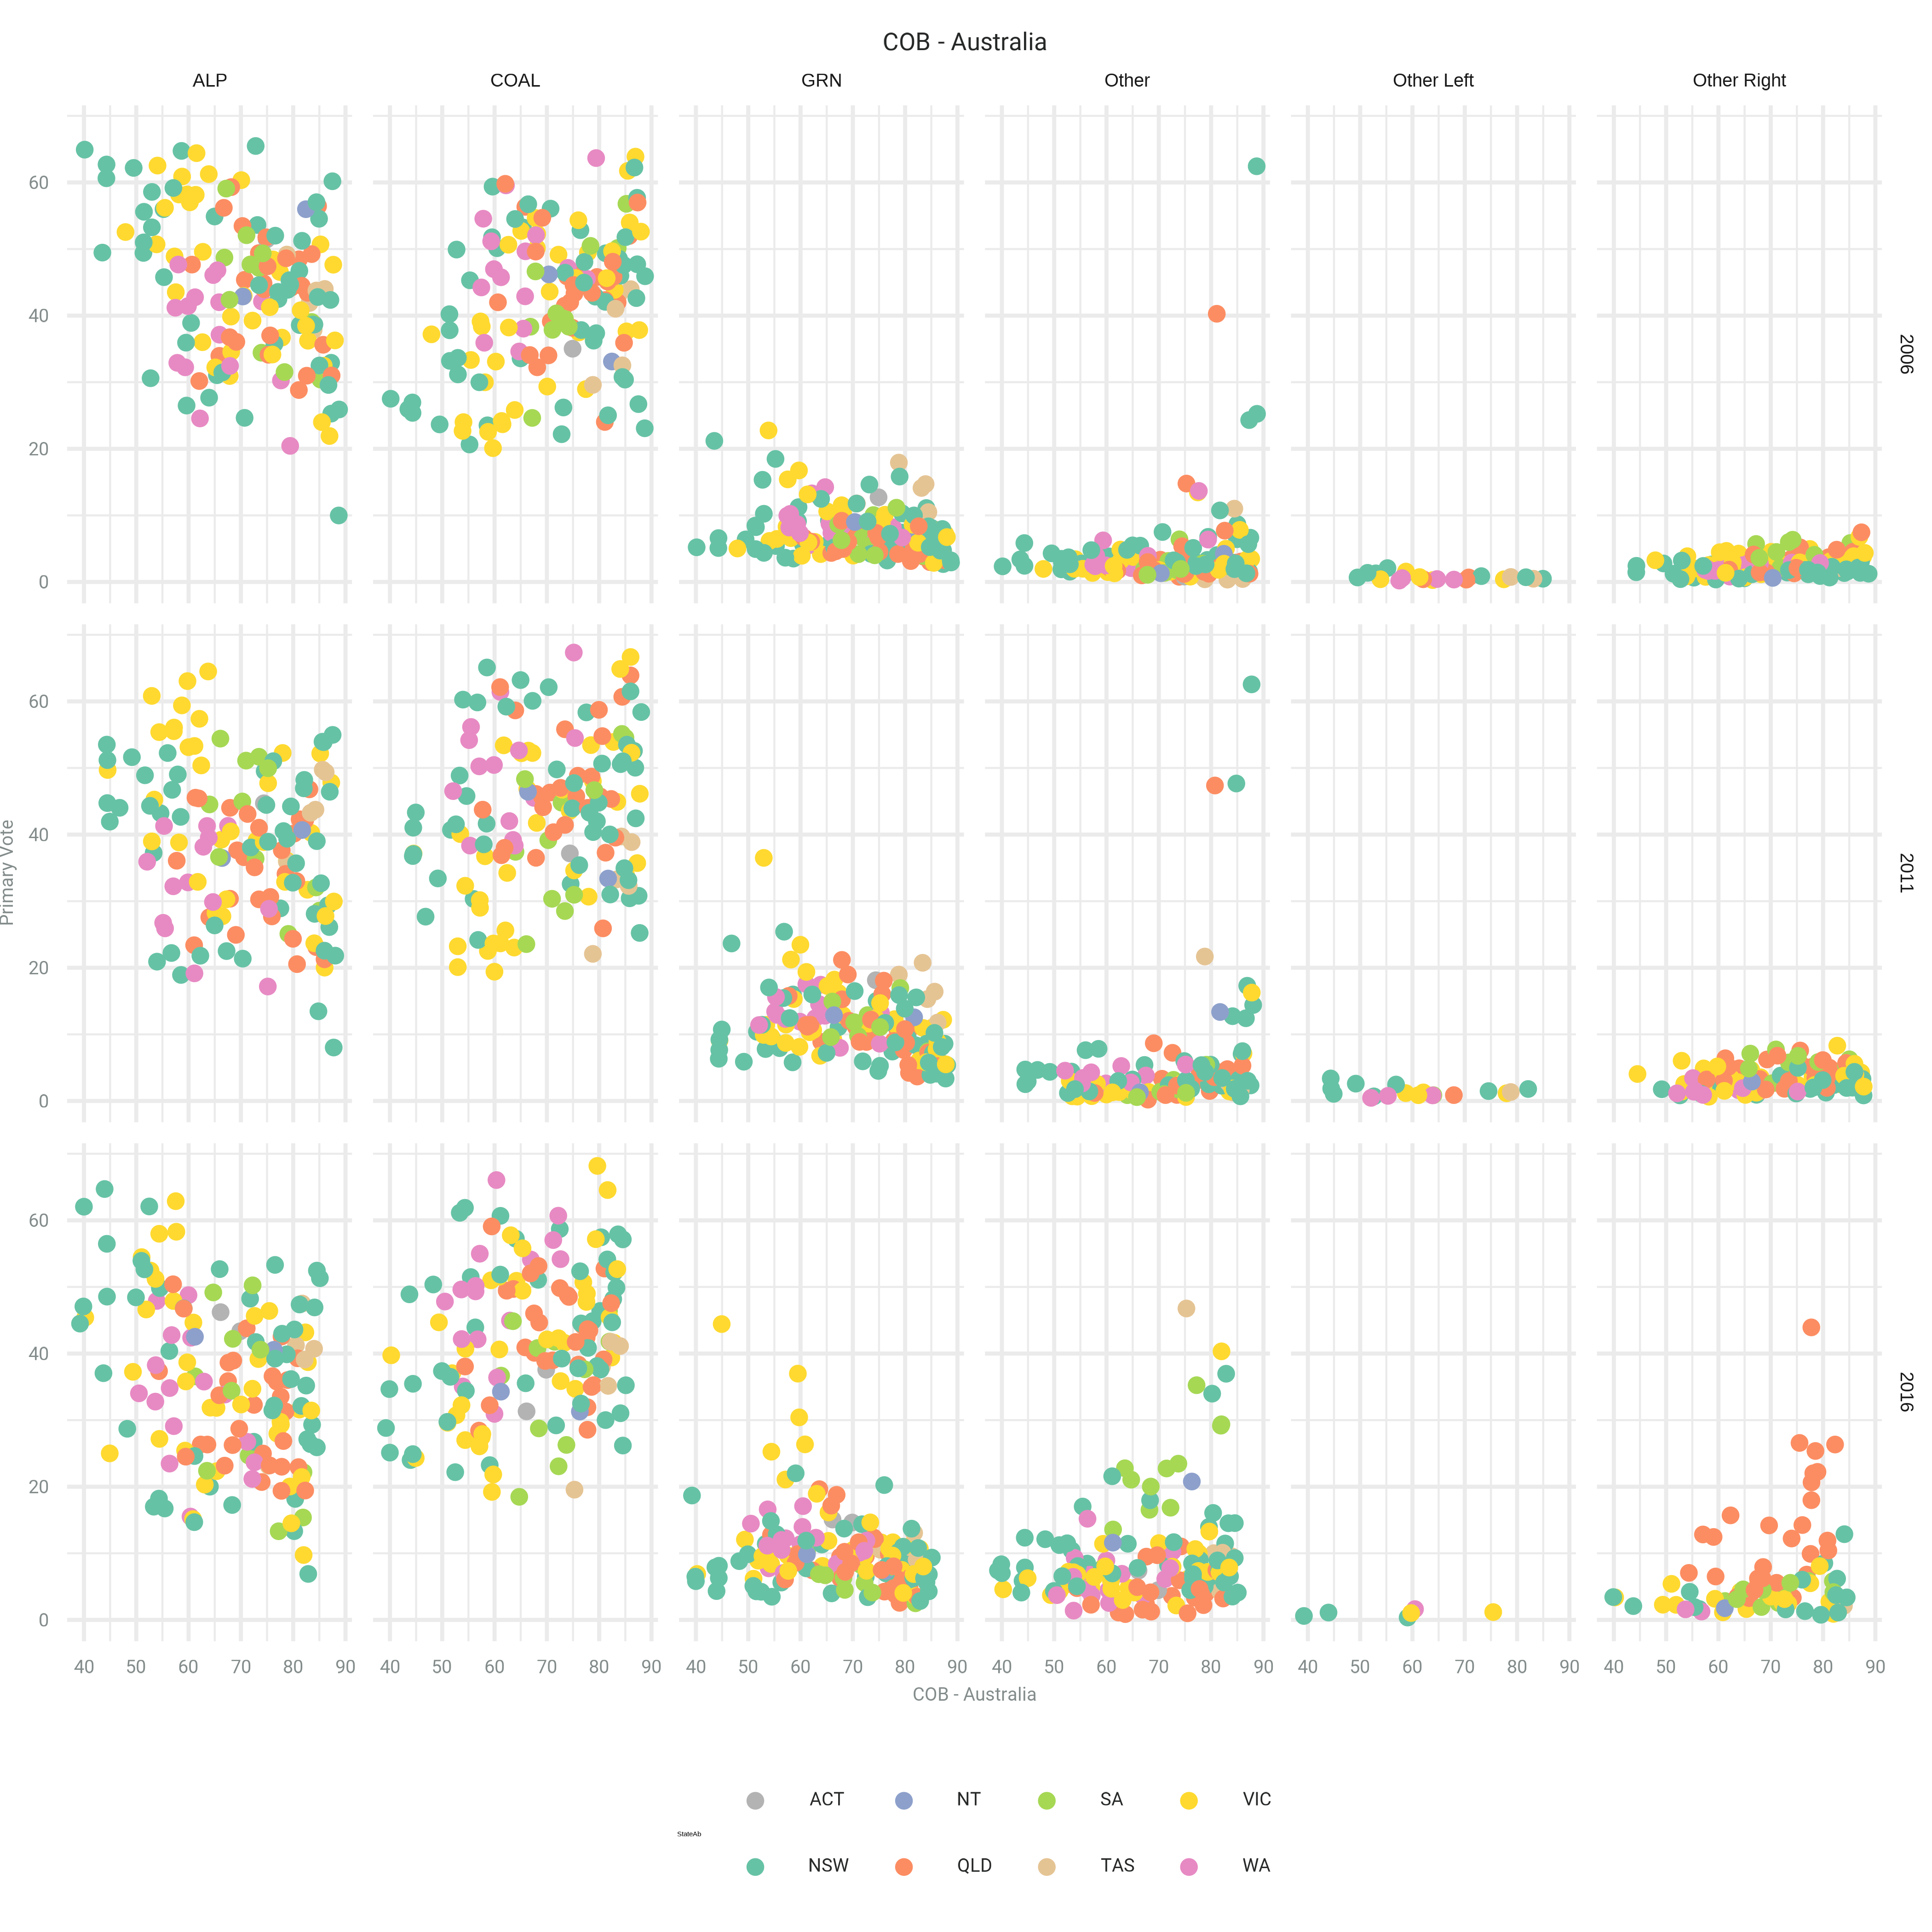 COB - Australia
ALP COAL GRN Other Other Left Other Right
60
40
20
0
2006
60
40
20
0
2011
Primary Vote
60
40
20
0
2016
40 50 60 70 80 90 40 50 60 70 80 90 40 50 60 70 80 90 40 50 60 70 80 90 40 50 60 70 80 90 40 50 60 70 80 90
COB - Australia
ACT NT SA VIC
StateAb
NSW QLD TAS WA